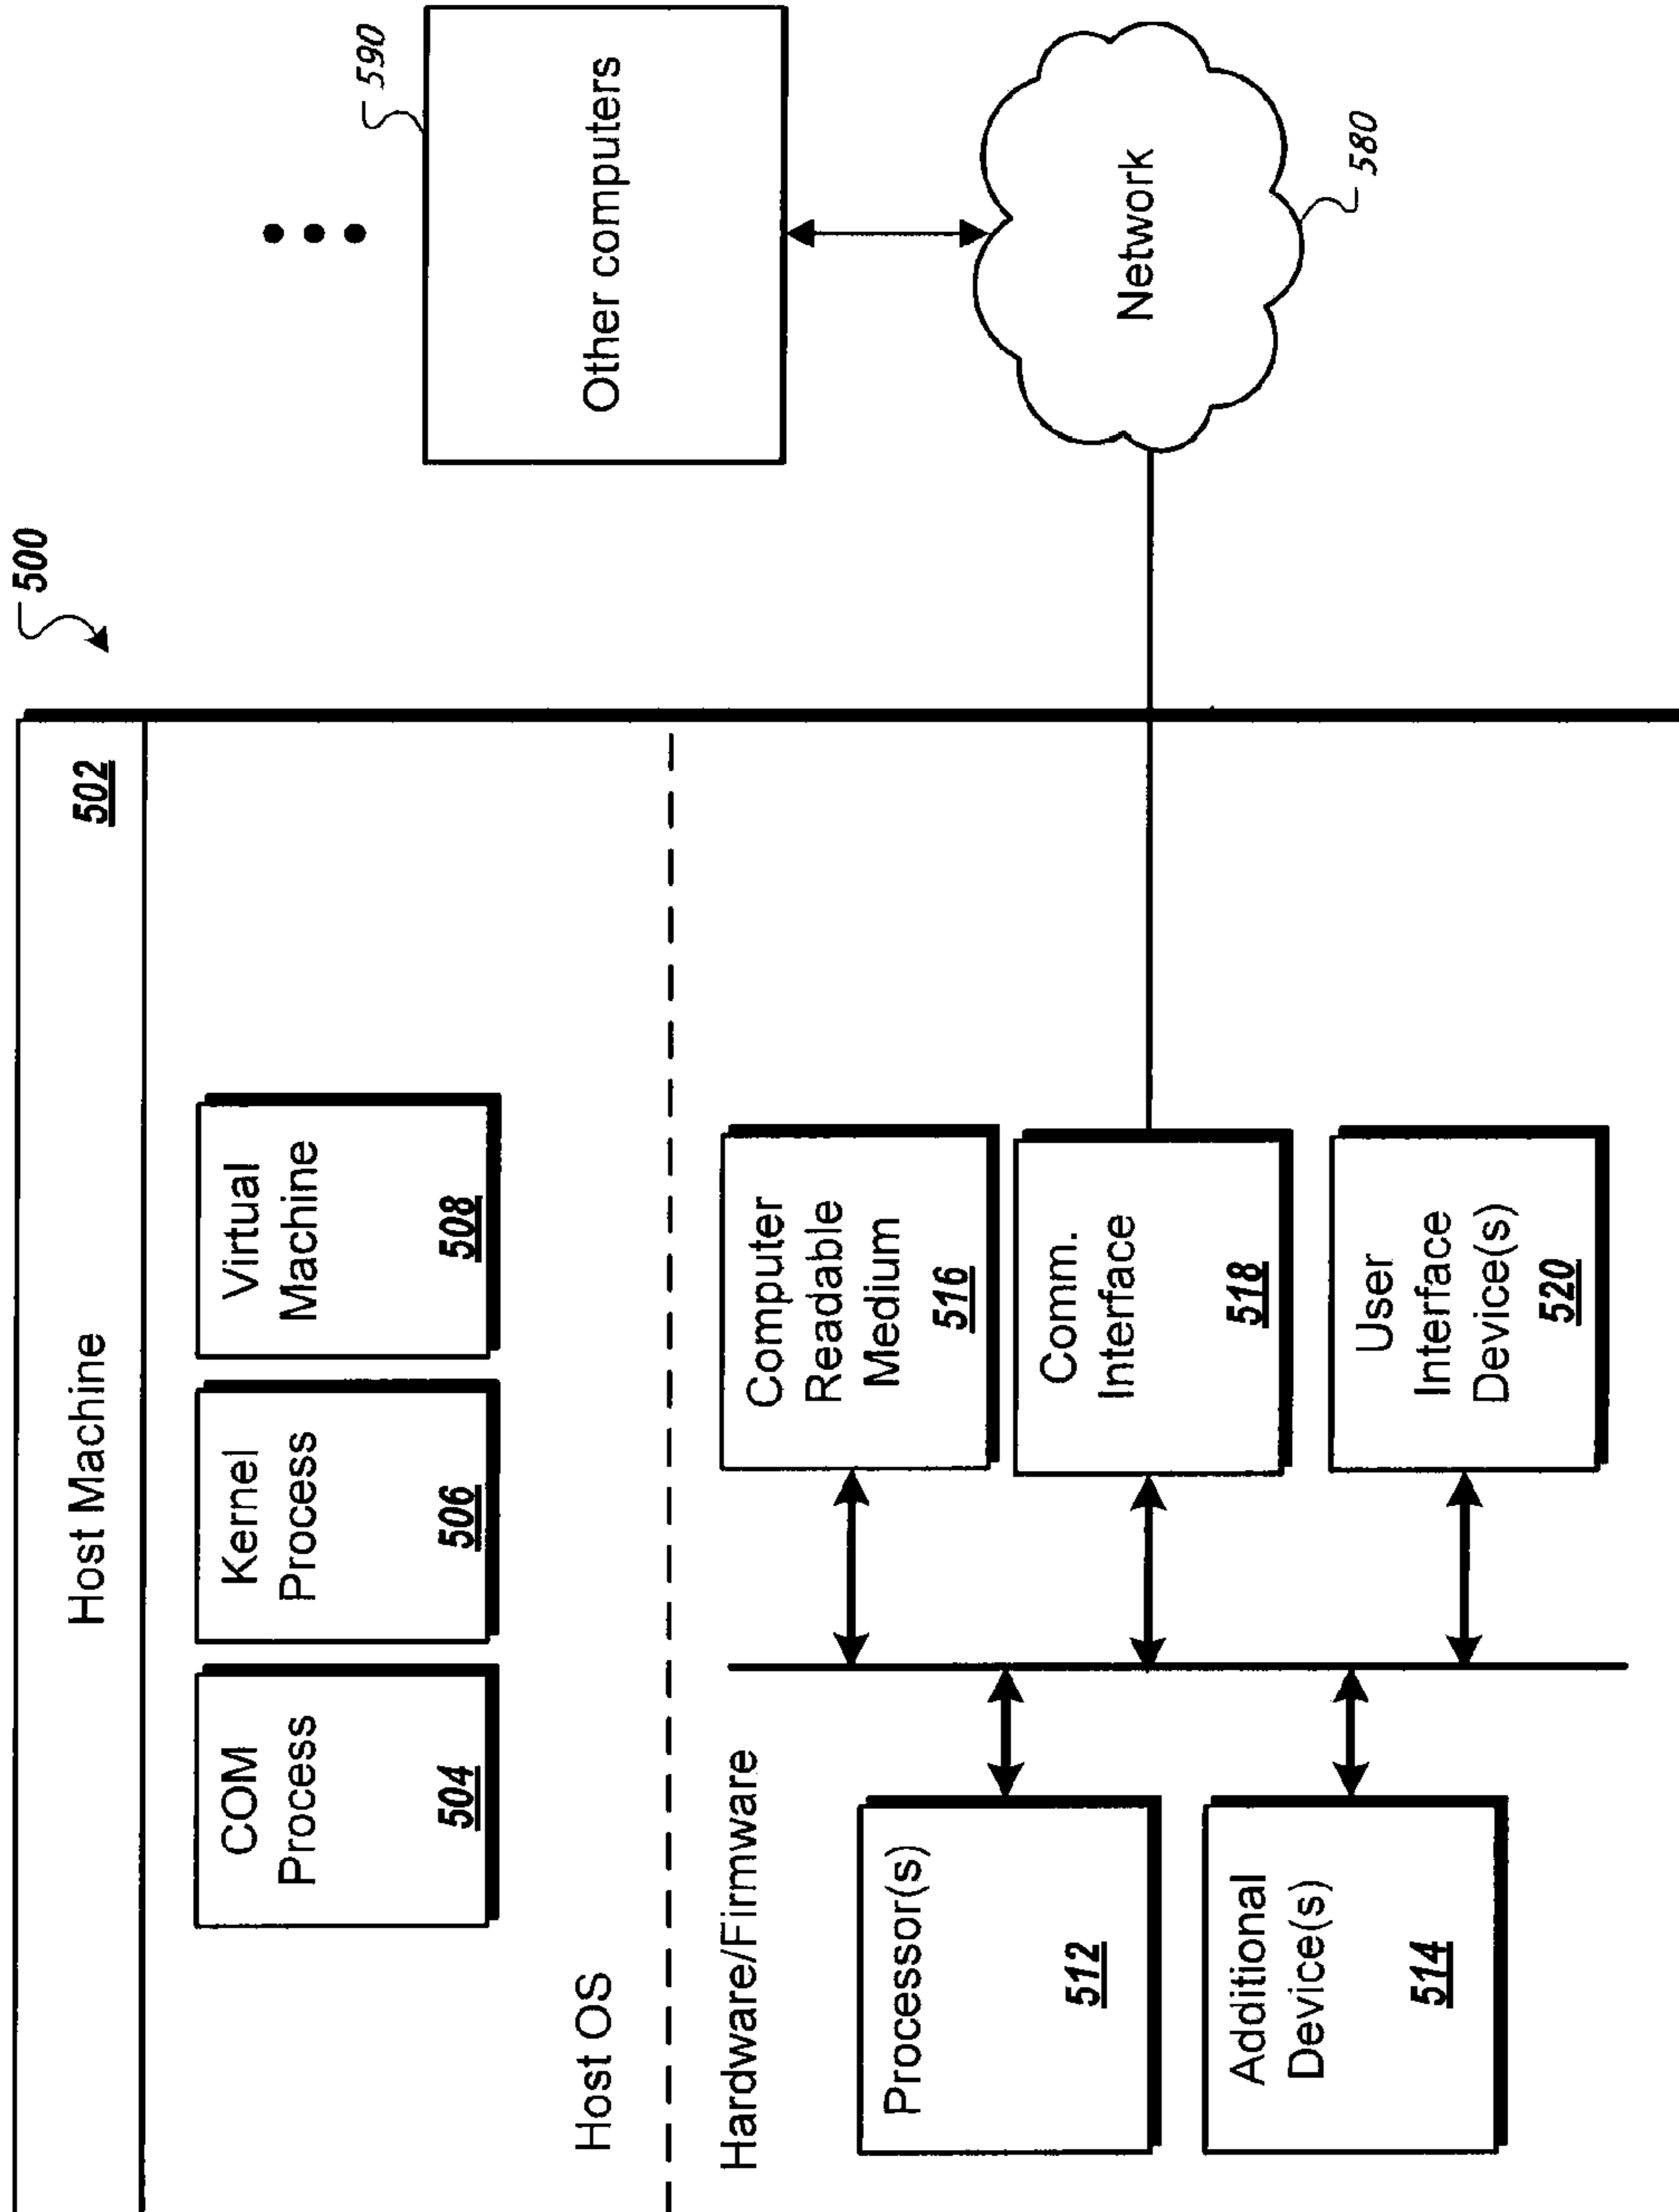 500
Host Machine
502
COM
Process
504
Kernel
Process
506
Virtual
Machine
508
Host OS
Hardware/Firmware
Processor(s)
512
Additional
Device(s)
514
Computer
Readable
Medium
516
Comm.
Interface
518
User
Interface
Device(s)
520
590
Other computers
Network
580